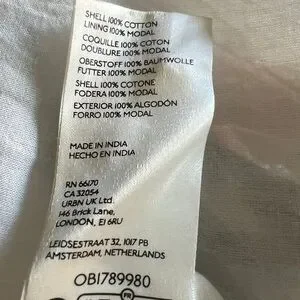 SHELL 100% COTTON
LINING 100% MODAL
COQUILLE 100% COTON
DOUBLURE 100% MODAL
OBERSTOFF 100% BAUMWOLLE
FUTTER 100% MODAL
SHELL 100% COTONE
FODERA 100% MODAL
EXTERIOR 100% ALGODÓN
FORRO 100% MODAL
MADE IN INDIA
HECHO EN INDIA
RN 66170
CA 32054
URBN UK Ltd.
146 Brick Lane,
LONDON, E1 6RU
LEIDSESTRAAT 32, 1017 PB
AMSTERDAM, NETHERLANDS
OB1789980